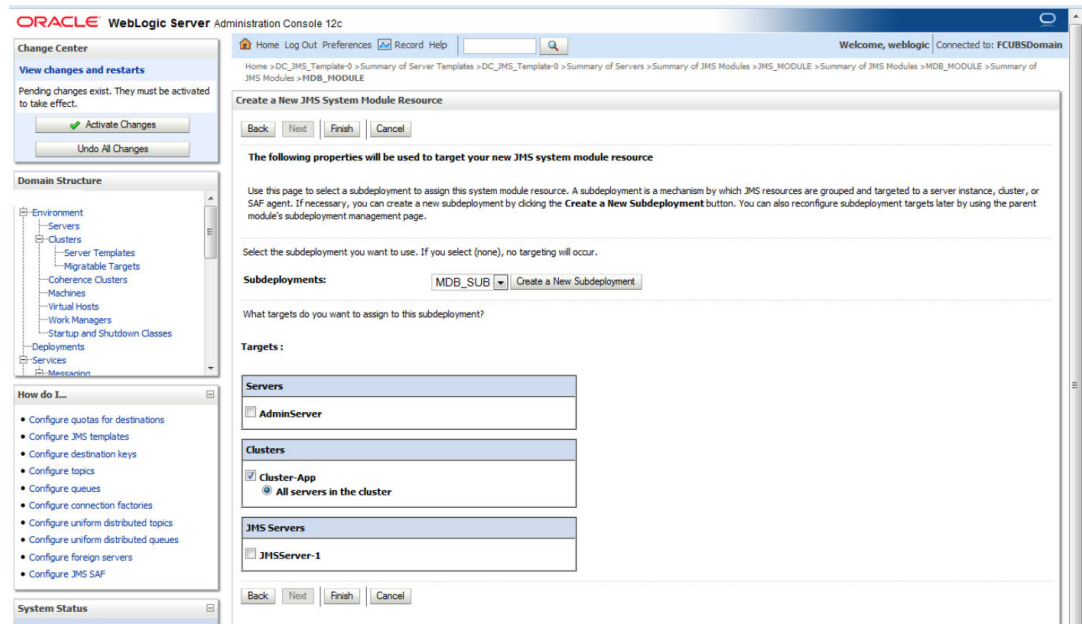 ORACLE WebLogic Server Administration Console 12c
Change Center
View changes and restarts
Pending changes exist. They must be activated
to take effect.
Activate Changes
Undo All Changes
Domain Structure
Environment
Servers
Clusters
Server Templates
Migratable Targets
Coherence Clusters
Machines
Virtual Hosts
Work Managers
Startup and Shutdown Classes
Deployments
Services
Messaging
How do I...
Configure quotas for destinations
Configure JMS templates
Configure destination keys
Configure topics
Configure queues
Configure connection factories
Configure uniform distributed topics
Configure uniform distributed queues
Configure foreign servers
Configure JMS SAF
System Status
Home Log Out Preferences Record Help
Welcome, weblogic Connected to: FCUBSDomain
Home >DC_JMS_Template-0 >Summary of Server Templates >DC_JMS_Template-0 >Summary of Servers >Summary of JMS Modules >JMS_MODULE >Summary of JMS Modules >MDB_MODULE >Summary of
JMS Modules >MDB_MODULE
Create a New JMS System Module Resource
Back Next Finish Cancel
The following properties will be used to target your new JMS system module resource
Use this page to select a subdeployment to assign this system module resource. A subdeployment is a mechanism by which JMS resources are grouped and targeted to a server instance, cluster, or
SAF agent. If necessary, you can create a new subdeployment by clicking the Create a New Subdeployment button. You can also reconfigure subdeployment targets later by using the parent
module's subdeployment management page.
Select the subdeployment you want to use. If you select (none), no targeting will occur.
Subdeployments: MDB_SUB Create a New Subdeployment
What targets do you want to assign to this subdeployment?
Targets :
Servers
AdminServer
Clusters
Cluster-App
All servers in the cluster
JMS Servers
JMSServer-1
Back Next Finish Cancel